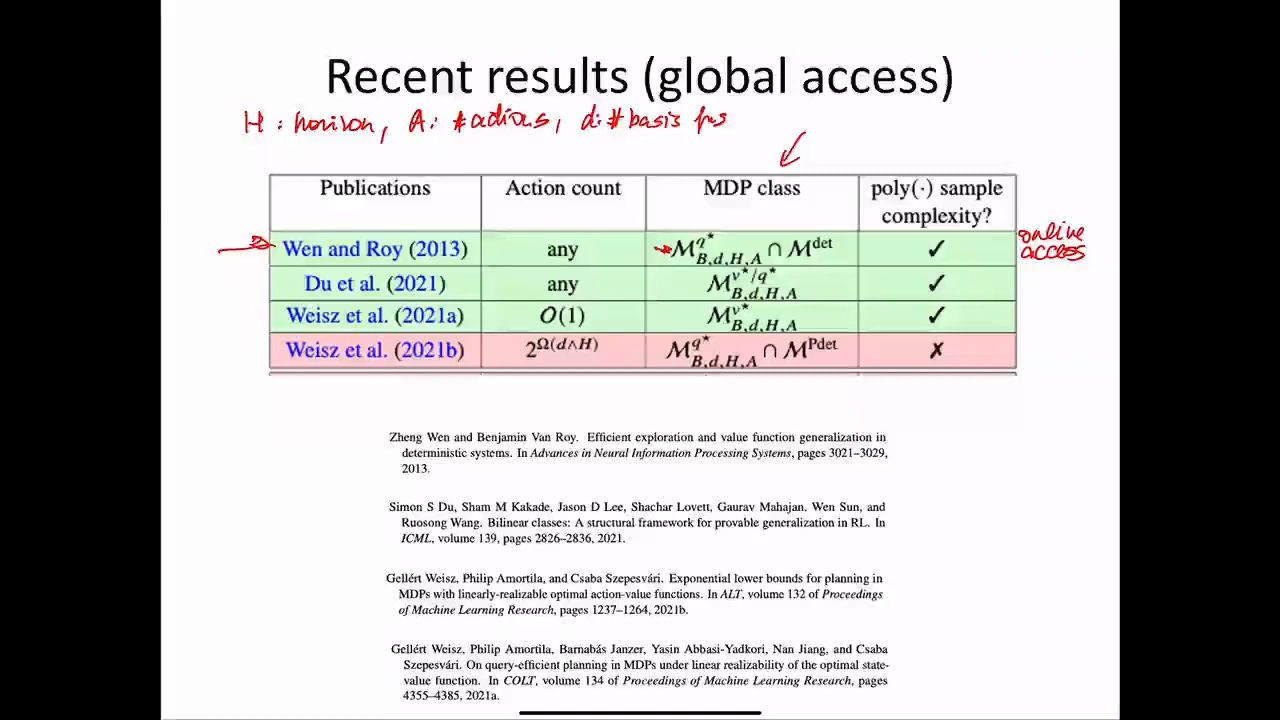 Recent results (global access)
H: horizon, A: #actions, d: #basis fns
Publications Action count MDP class poly(·) sample complexity?
Wen and Roy (2013) any M^{q^⋆}_{B,d,H,A} ∩ M^{det} ✓ online access
Du et al. (2021) any M^{v^⋆/q^⋆}_{B,d,H,A} ✓
Weisz et al. (2021a) O(1) M^{v^⋆}_{B,d,H,A} ✓
Weisz et al. (2021b) 2^{Ω(d∧H)} M^{q^⋆}_{B,d,H,A} ∩ M^{Pdet} ✗
Zheng Wen and Benjamin Van Roy. Efficient exploration and value function generalization in
deterministic systems. In Advances in Neural Information Processing Systems, pages 3021–3029,
2013.
Simon S Du, Sham M Kakade, Jason D Lee, Shachar Lovett, Gaurav Mahajan, Wen Sun, and
Ruosong Wang. Bilinear classes: A structural framework for provable generalization in RL. In
ICML, volume 139, pages 2826–2836, 2021.
Gellért Weisz, Philip Amortila, and Csaba Szepesvári. Exponential lower bounds for planning in
MDPs with linearly-realizable optimal action-value functions. In ALT, volume 132 of Proceedings
of Machine Learning Research, pages 1237–1264, 2021b.
Gellért Weisz, Philip Amortila, Barnabás Janzer, Yasin Abbasi-Yadkori, Nan Jiang, and Csaba
Szepesvári. On query-efficient planning in MDPs under linear realizability of the optimal state-
value function. In COLT, volume 134 of Proceedings of Machine Learning Research, pages
4355–4385, 2021a.